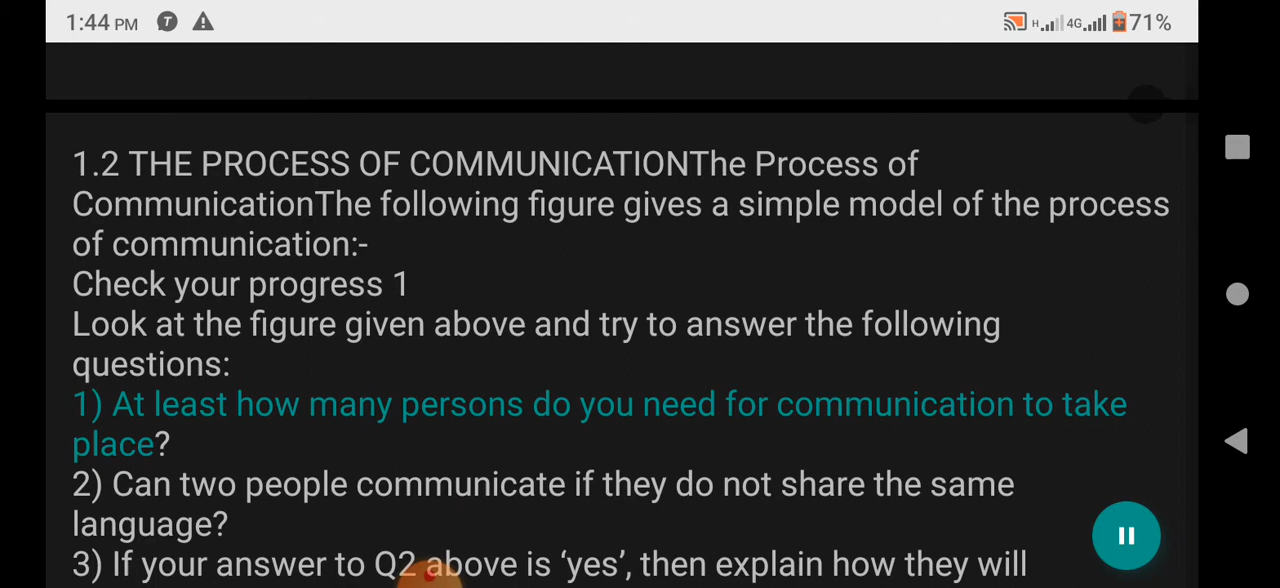 1:44 PM
H 4G 71%
1.2 THE PROCESS OF COMMUNICATIONThe Process of
CommunicationThe following figure gives a simple model of the process
of communication:-
Check your progress 1
Look at the figure given above and try to answer the following
questions:
1) At least how many persons do you need for communication to take
place?
2) Can two people communicate if they do not share the same
language?
3) If your answer to Q2 above is ‘yes’, then explain how they will